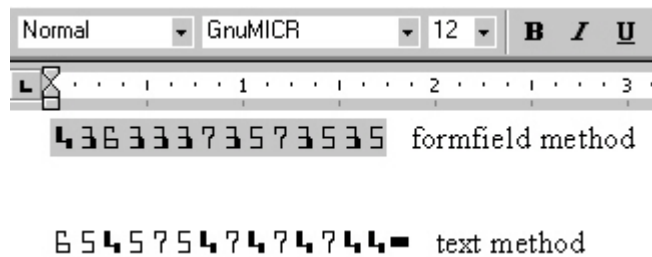 Normal GnuMICR 12 B I U
1 2 3
43633373573535 formfield method
65457547474744 text method